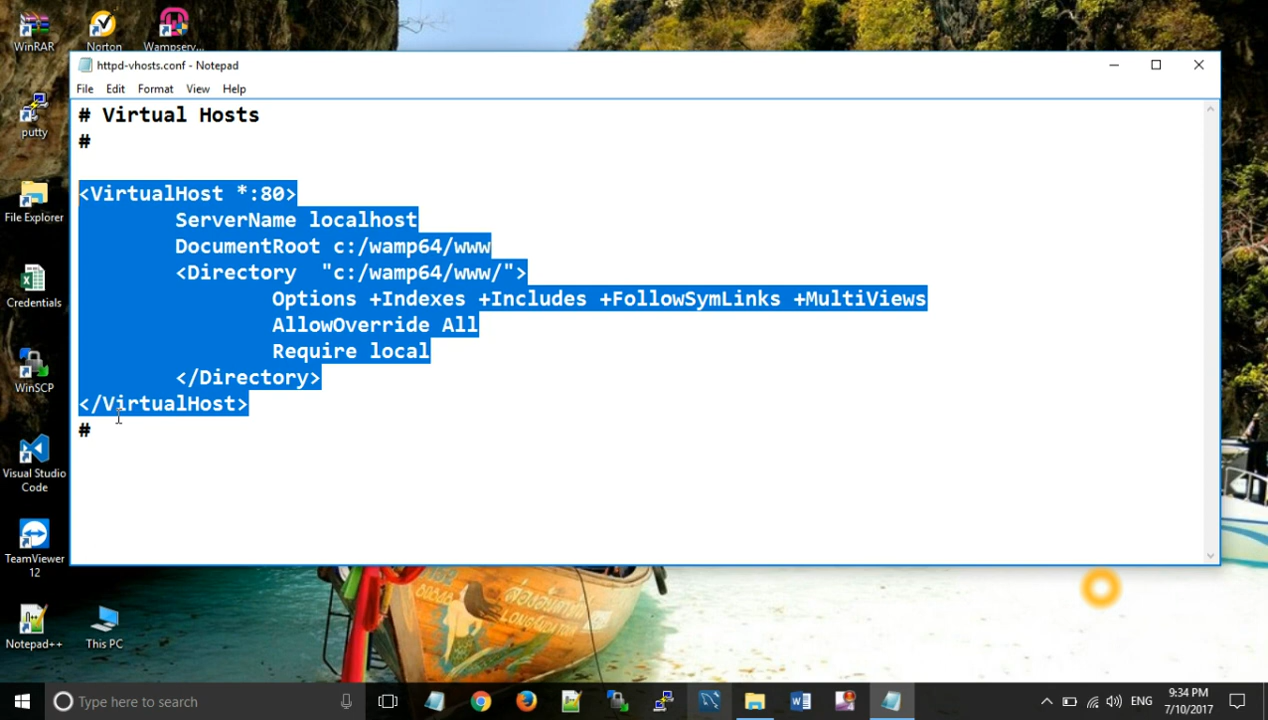 WinRAR
Norton
Wampserv...
putty
File Explorer
Credentials
WinSCP
Visual Studio
Code
TeamViewer
12
Notepad++
This PC
httpd-vhosts.conf - Notepad
File Edit Format View Help
# Virtual Hosts
#
<VirtualHost *:80>
ServerName localhost
DocumentRoot c:/wamp64/www
<Directory  "c:/wamp64/www/">
Options +Indexes +Includes +FollowSymLinks +MultiViews
AllowOverride All
Require local
</Directory>
</VirtualHost>
#
Type here to search
ENG
9:34 PM
7/10/2017